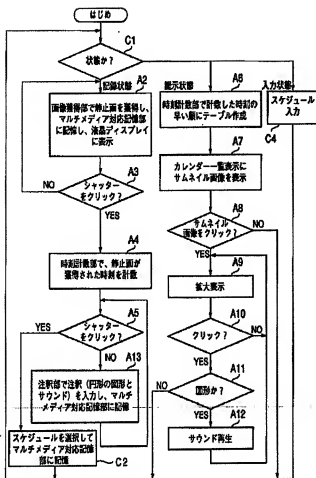 はじめ
C1
状態か?
記録状態
A2
画像獲得部で静止画を獲得し、
マルチメディア対応記憶部
に記憶し、液晶ディスプレイ
に表示
A3
シャッター
をクリック?
NO
YES
A4
時刻計数部で、静止画が
獲得された時刻を計数
A5
シャッター
をクリック?
YES
NO
A13
注釈部で注釈(円形の図形と
サウンド)を入力し、マルチ
メディア対応記憶部に記憶
スケジュールを選択して
マルチメディア対応記憶
部に記憶
C2
提示状態
A6
時刻計数部で計数した時刻の
早い順にテーブル作成
A7
カレンダー一覧表示に
サムネイル画像を表示
A8
サムネイル
画像をクリック?
NO
YES
A9
拡大表示
A10
クリック?
NO
YES
A11
図形か?
NO
YES
A12
サウンド再生
入力状態
スケジュール
入力
C4